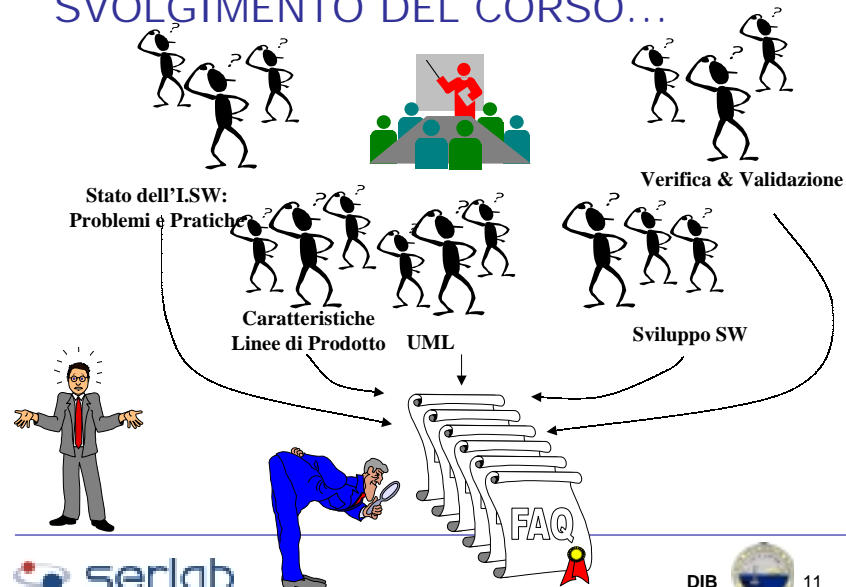 SVOLGIMENTO DEL CORSO...
Stato dell'I.SW:
Problemi e Pratiche
Verifica & Validazione
Caratteristiche
Linee di Prodotto
UML
Sviluppo SW
FAQ
serlab
DIB
11